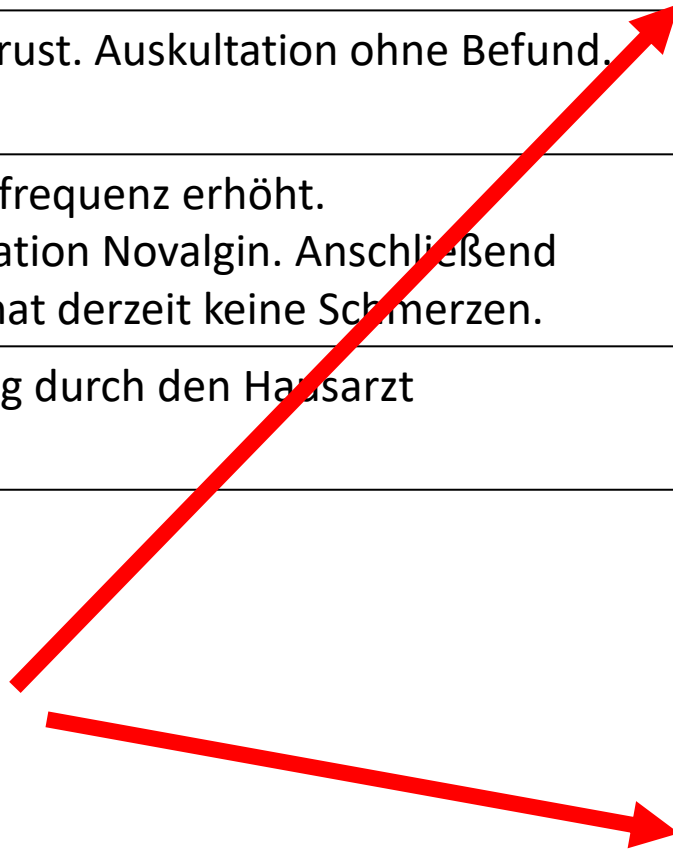 rust. Auskultation ohne Befund.
frequenz erhöht.
ation Novalgin. Anschließend
hat derzeit keine Schmerzen.
g durch den Hausarzt